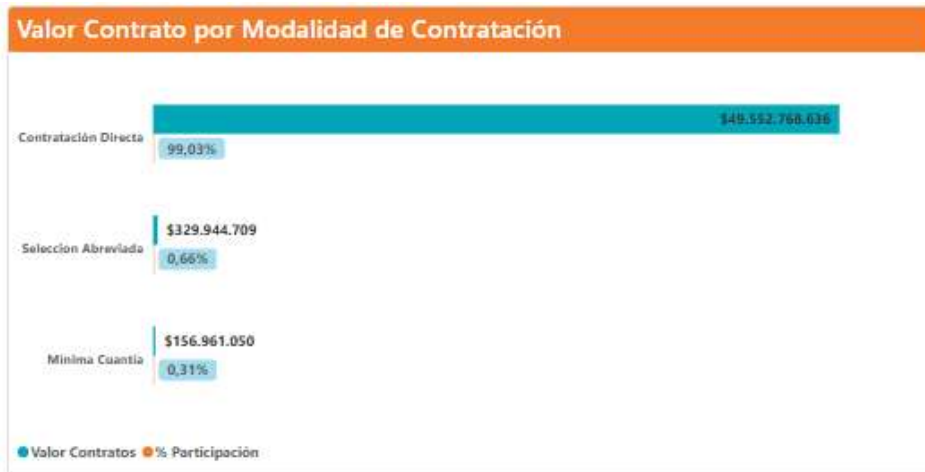 Valor Contrato por Modalidad de Contratación
Contratación Directa
$49.552.768.636
99,03%
Seleccion Abreviada
$329.944.709
0,66%
Minima Cuantia
$156.961.050
0,31%
Valor Contratos % Participación